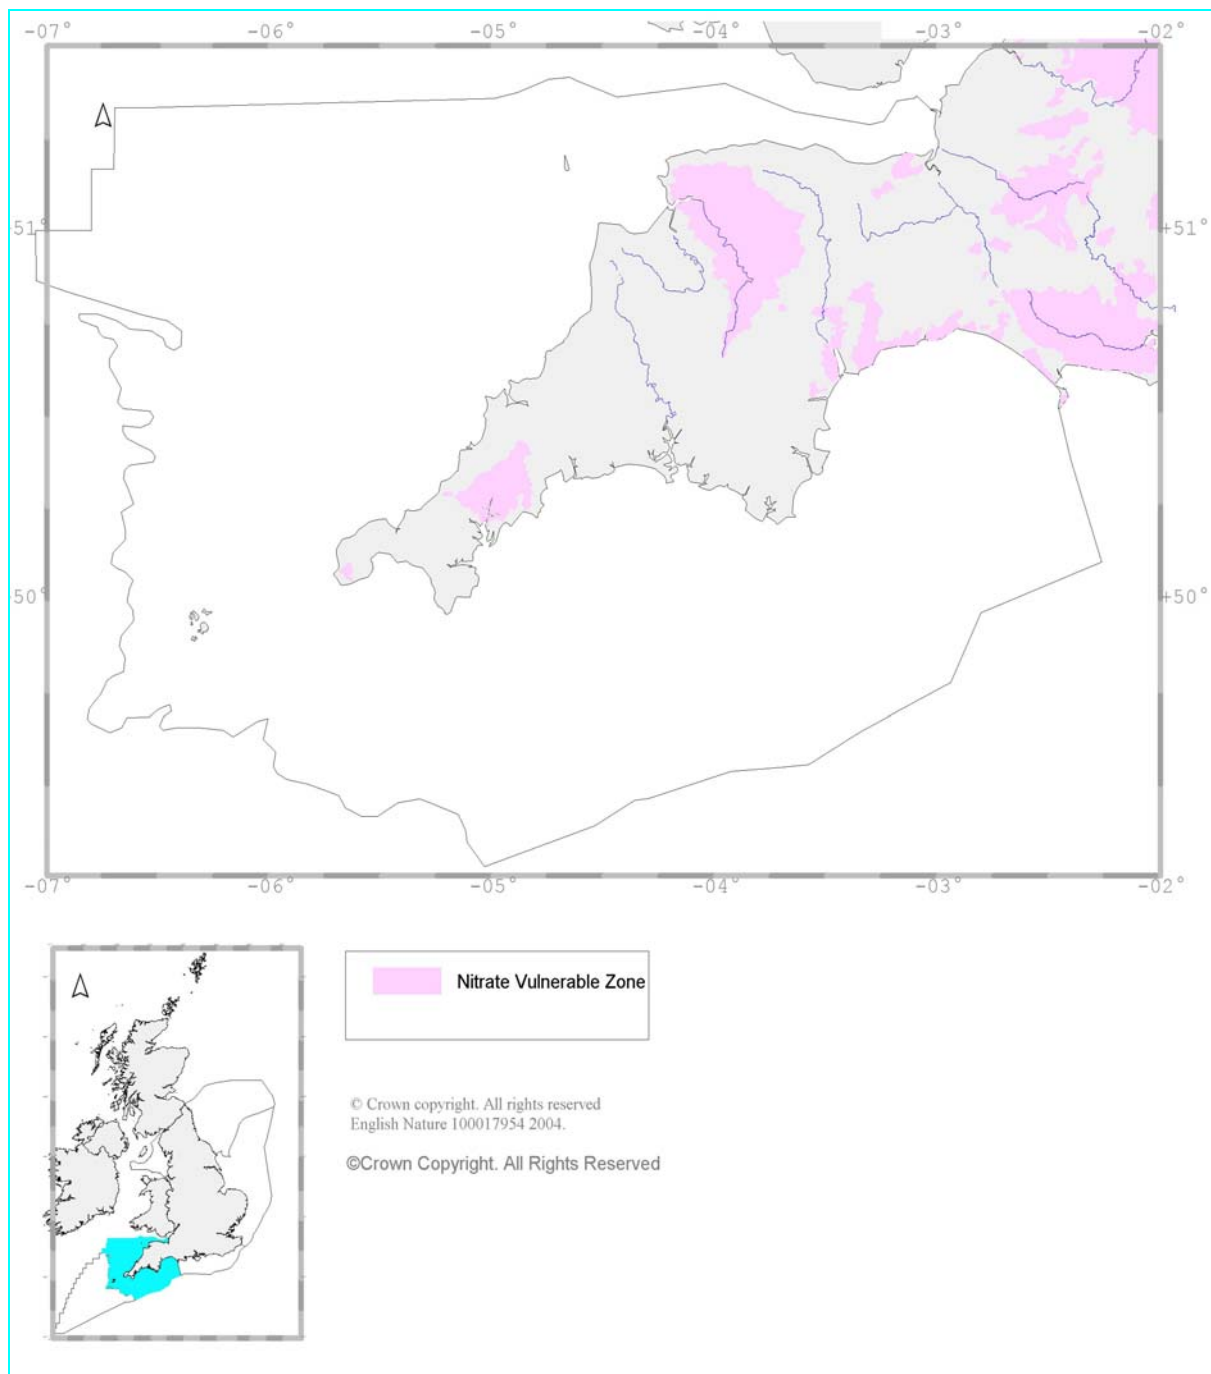 -07° -06° -05° -04° -03° -02°
51° +51°
50° +50°
-07° -06° -05° -04° -03° -02°
Nitrate Vulnerable Zone
© Crown copyright. All rights reserved
English Nature 100017954 2004.
©Crown Copyright. All Rights Reserved